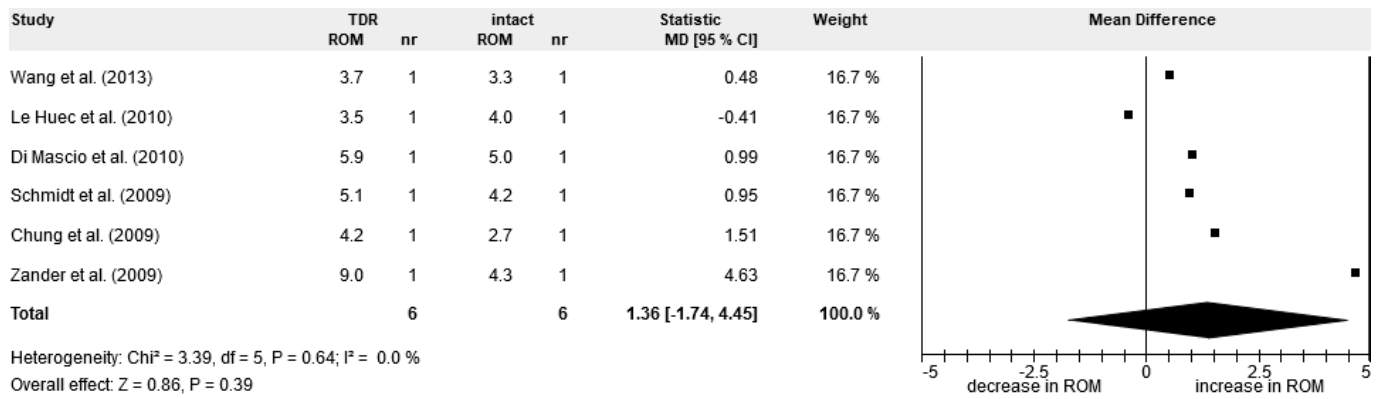 Study TDR intact Statistic Weight Mean Difference
ROM nr ROM nr MD [95 % CI]
Wang et al. (2013) 3.7 1 3.3 1 0.48 16.7 %
Le Huec et al. (2010) 3.5 1 4.0 1 -0.41 16.7 %
Di Mascio et al. (2010) 5.9 1 5.0 1 0.99 16.7 %
Schmidt et al. (2009) 5.1 1 4.2 1 0.95 16.7 %
Chung et al. (2009) 4.2 1 2.7 1 1.51 16.7 %
Zander et al. (2009) 9.0 1 4.3 1 4.63 16.7 %
Total 6 6 1.36 [-1.74, 4.45] 100.0 %
Heterogeneity: Chi² = 3.39, df = 5, P = 0.64; I² = 0.0 %
Overall effect: Z = 0.86, P = 0.39
-5 -2.5 0 2.5 5
decrease in ROM increase in ROM